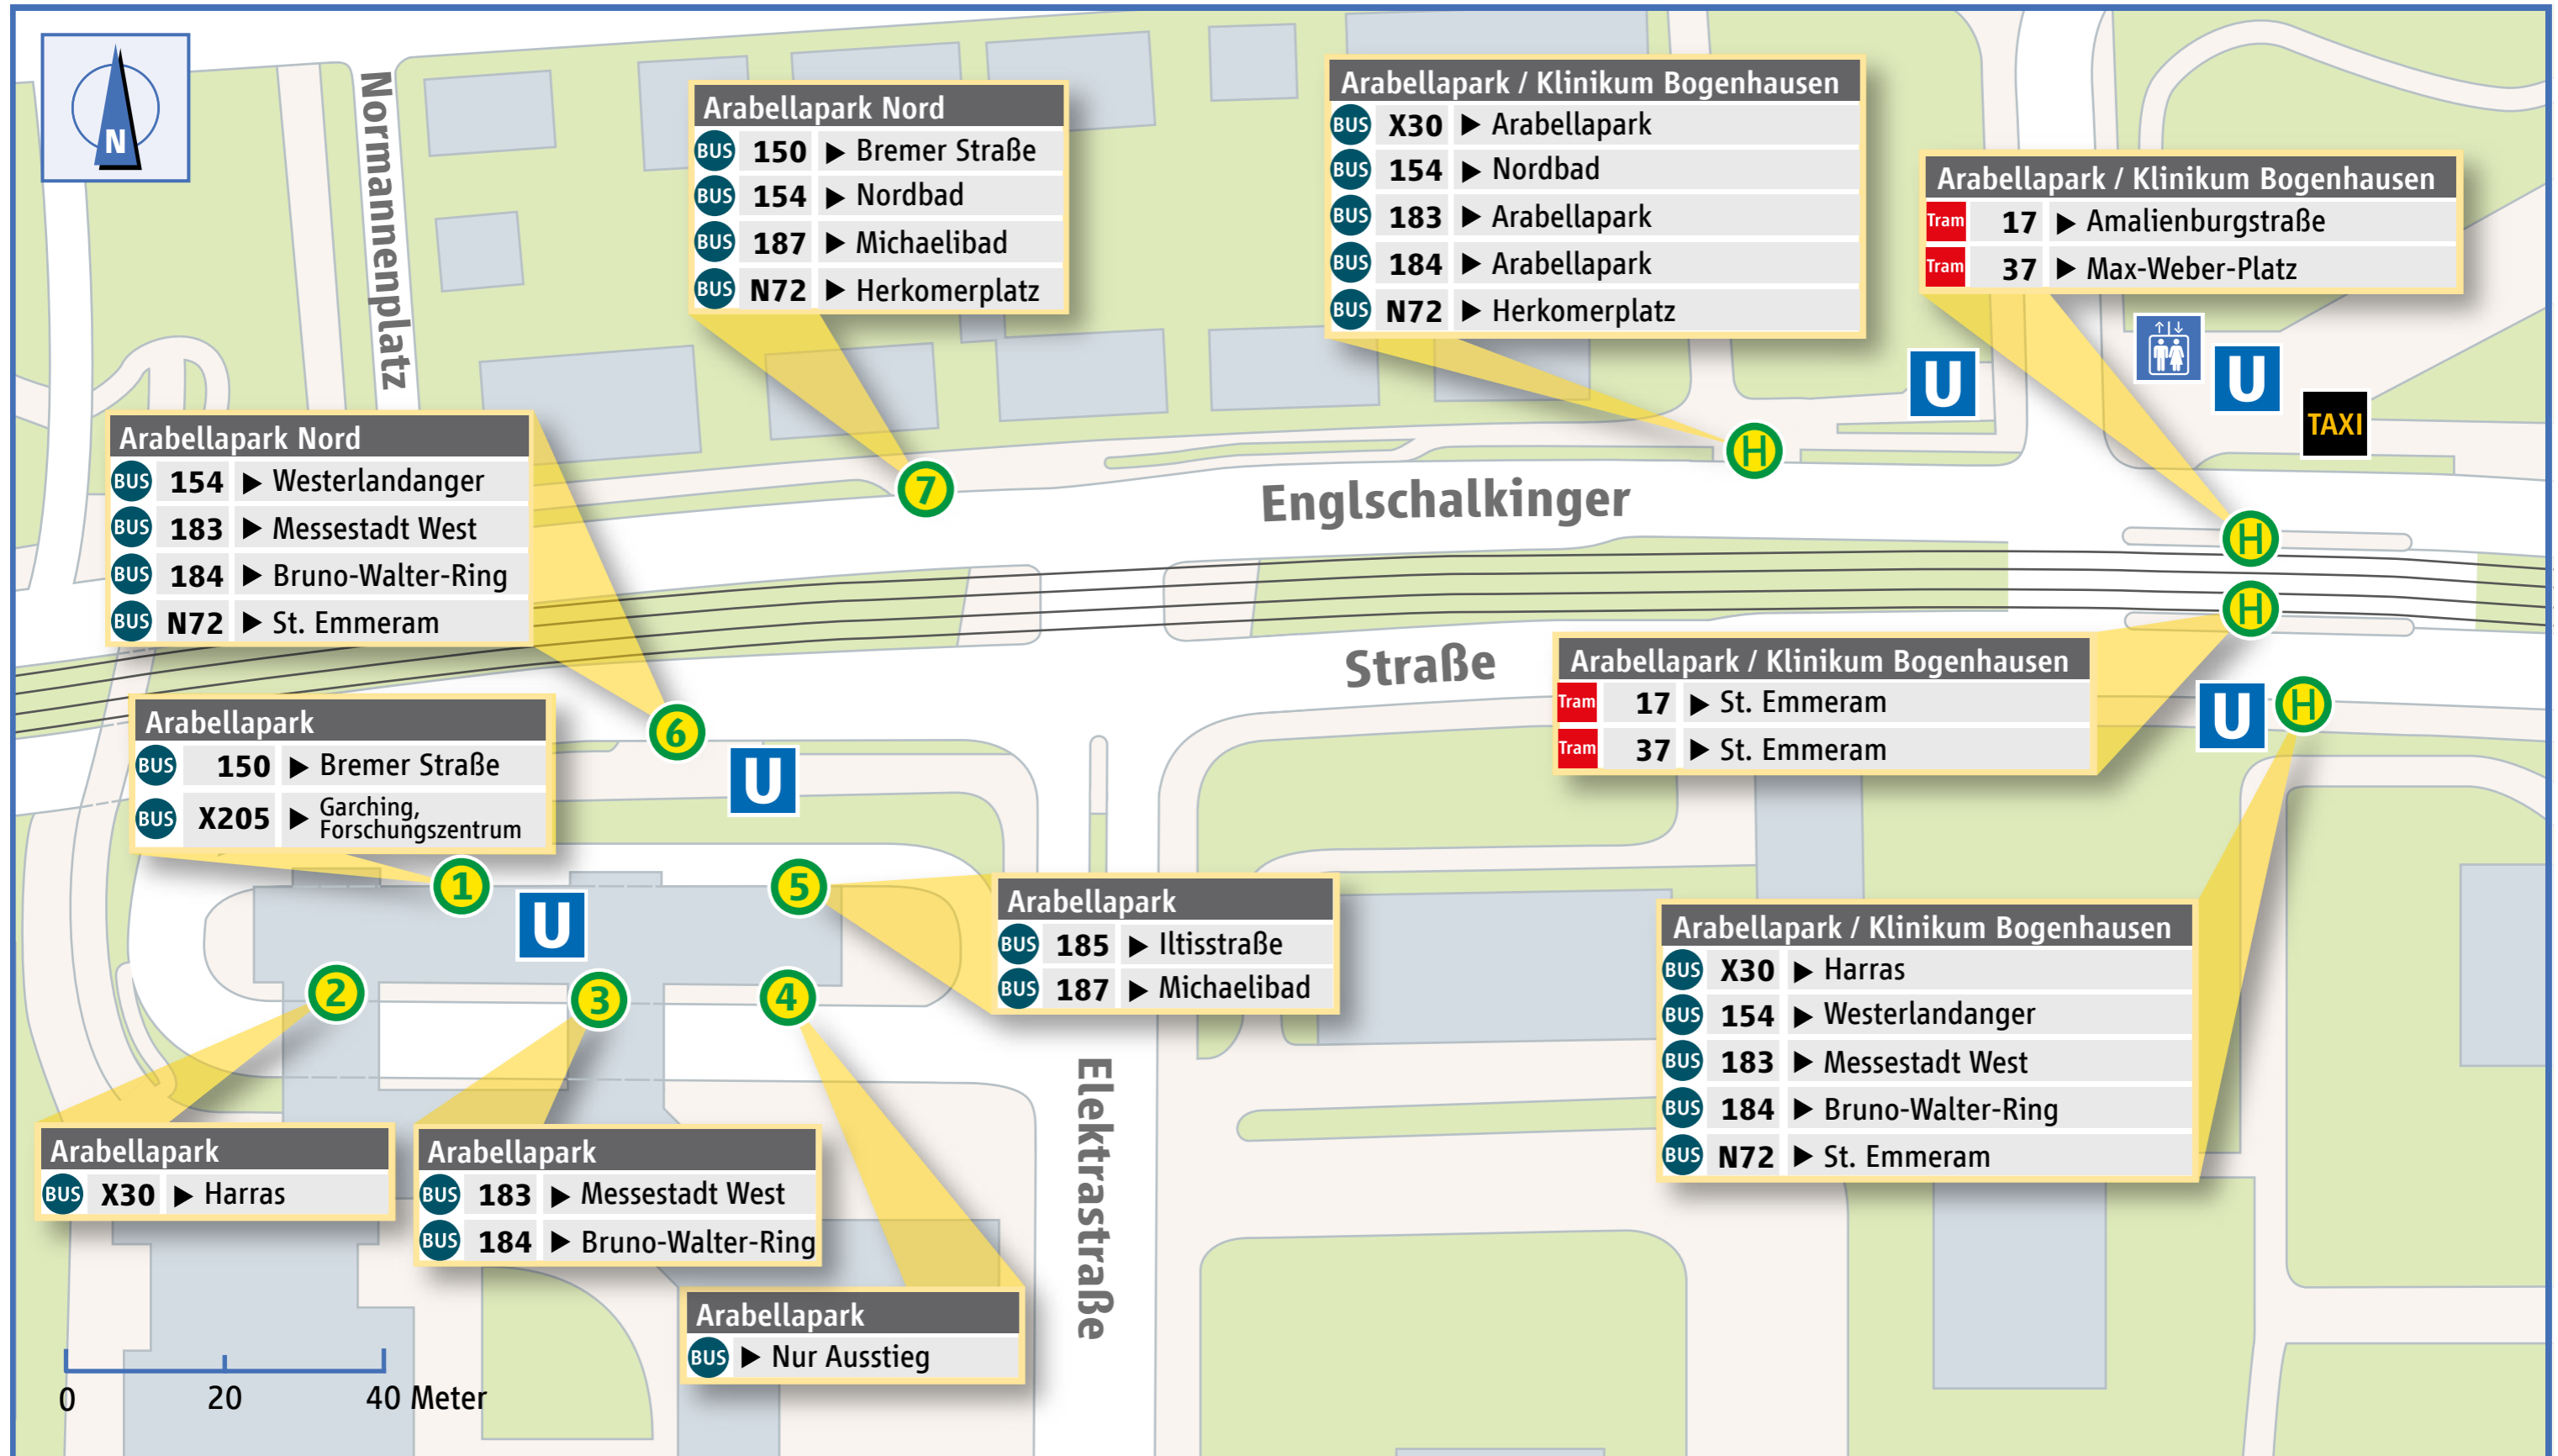 N
Normannenplatz
Arabellapark Nord
BUS 150 ▶ Bremer Straße
BUS 154 ▶ Nordbad
BUS 187 ▶ Michaelibad
BUS N72 ▶ Herkomerplatz
Arabellapark / Klinikum Bogenhausen
BUS X30 ▶ Arabellapark
BUS 154 ▶ Nordbad
BUS 183 ▶ Arabellapark
BUS 184 ▶ Arabellapark
BUS N72 ▶ Herkomerplatz
Arabellapark / Klinikum Bogenhausen
Tram 17 ▶ Amalienburgstraße
Tram 37 ▶ Max-Weber-Platz
U
U
TAXI
Arabellapark Nord
BUS 154 ▶ Westerlandanger
BUS 183 ▶ Messestadt West
BUS 184 ▶ Bruno-Walter-Ring
BUS N72 ▶ St. Emmeram
7
H
Englschalkinger
H
H
Straße
Arabellapark / Klinikum Bogenhausen
Tram 17 ▶ St. Emmeram
Tram 37 ▶ St. Emmeram
U
H
6
U
Arabellapark
BUS 150 ▶ Bremer Straße
BUS X205 ▶ Garching,
Forschungszentrum
1
5
U
2
3
4
Arabellapark
BUS 185 ▶ Iltisstraße
BUS 187 ▶ Michaelibad
Arabellapark / Klinikum Bogenhausen
BUS X30 ▶ Harras
BUS 154 ▶ Westerlandanger
BUS 183 ▶ Messestadt West
BUS 184 ▶ Bruno-Walter-Ring
BUS N72 ▶ St. Emmeram
Elektrastraße
Arabellapark
BUS X30 ▶ Harras
Arabellapark
BUS 183 ▶ Messestadt West
BUS 184 ▶ Bruno-Walter-Ring
Arabellapark
BUS ▶ Nur Ausstieg
0 20 40 Meter